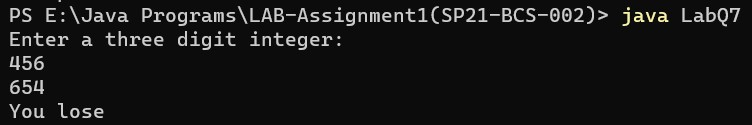 PS E:\Java Programs\LAB-Assignment1(SP21-BCS-002)> java LabQ7
Enter a three digit integer:
456
654
You lose